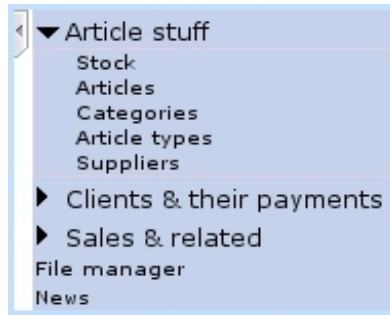 Article stuff
Stock
Articles
Categories
Article types
Suppliers
Clients & their payments
Sales & related
File manager
News